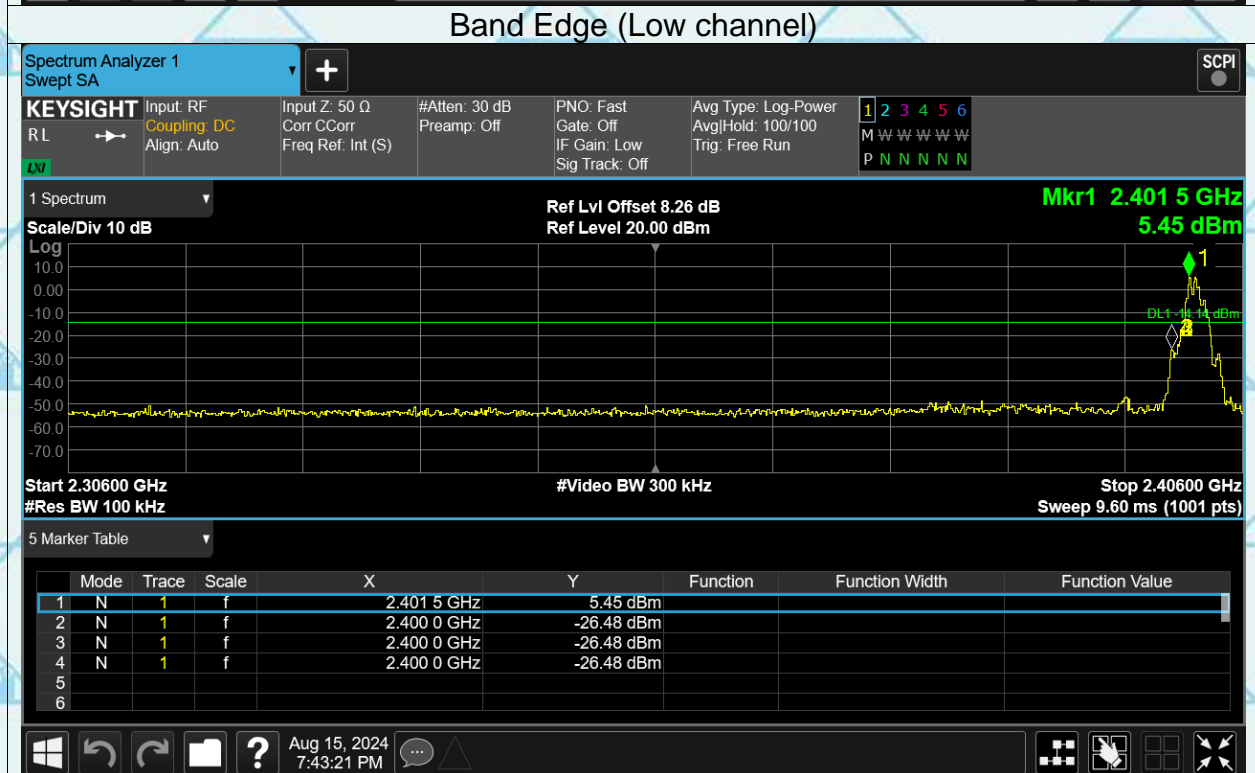 Band Edge (Low channel)
Spectrum Analyzer 1
Swept SA
+
SCPI
KEYSIGHT
RL
LXI
Input: RF
Coupling: DC
Align: Auto
Input Z: 50 Ω
Corr CCorr
Freq Ref: Int (S)
#Atten: 30 dB
Preamp: Off
PNO: Fast
Gate: Off
IF Gain: Low
Sig Track: Off
Avg Type: Log-Power
Avg|Hold: 100/100
Trig: Free Run
1 2 3 4 5 6
M W W W W W
P N N N N N
1 Spectrum
Scale/Div 10 dB
Ref Lvl Offset 8.26 dB
Ref Level 20.00 dBm
Mkr1 2.401 5 GHz
5.45 dBm
Log
10.0
0.00
-10.0
-20.0
-30.0
-40.0
-50.0
-60.0
-70.0
1
DL1 -14.14 dBm
Start 2.30600 GHz
#Video BW 300 kHz
Stop 2.40600 GHz
#Res BW 100 kHz
Sweep 9.60 ms (1001 pts)
5 Marker Table
Mode Trace Scale X Y Function Function Width Function Value
1 N 1 f 2.401 5 GHz 5.45 dBm
2 N 1 f 2.400 0 GHz -26.48 dBm
3 N 1 f 2.400 0 GHz -26.48 dBm
4 N 1 f 2.400 0 GHz -26.48 dBm
5
6
?
Aug 15, 2024
7:43:21 PM